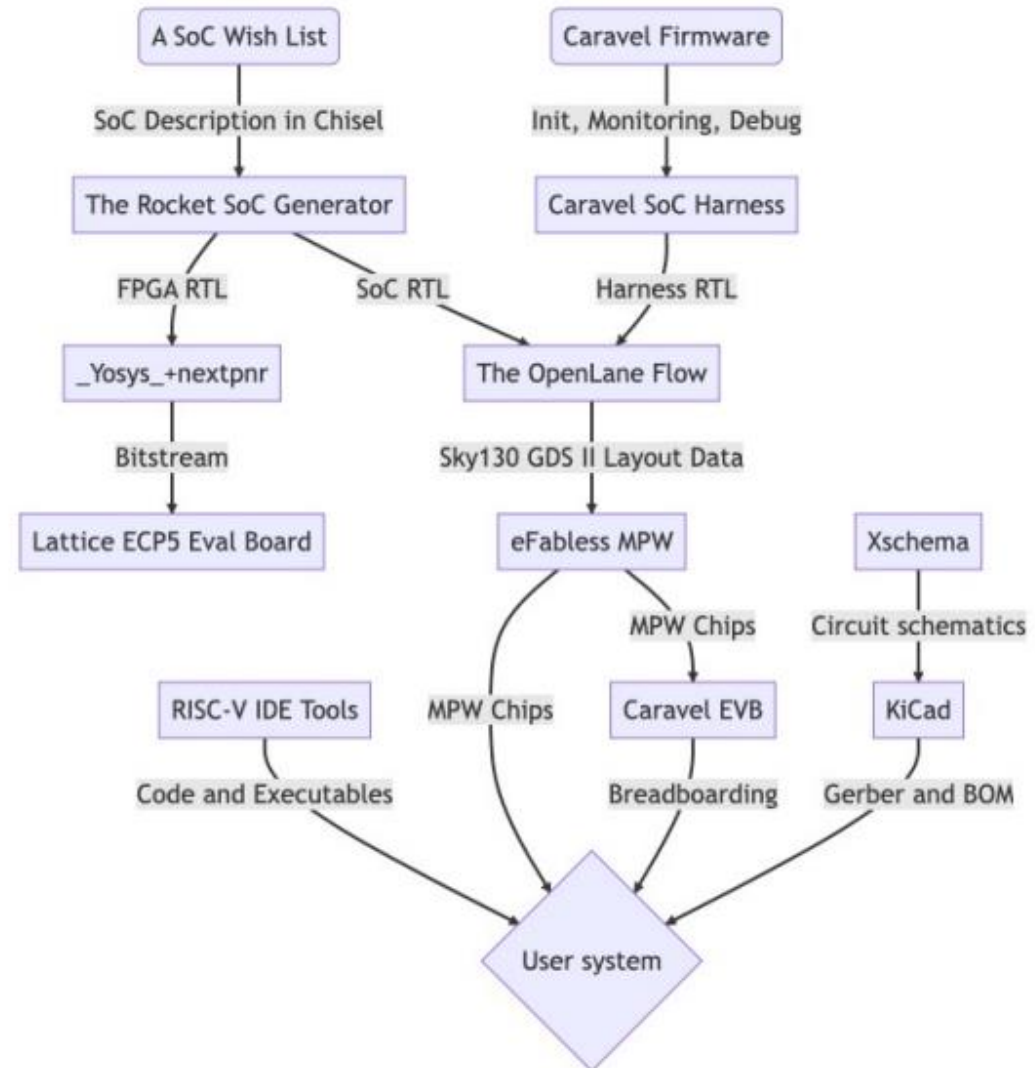 A SoC Wish List
Caravel Firmware
SoC Description in Chisel
Init, Monitoring, Debug
The Rocket SoC Generator
Caravel SoC Harness
FPGA RTL
SoC RTL
Harness RTL
_Yosys_+nextpnr
The OpenLane Flow
Bitstream
Sky130 GDS II Layout Data
Lattice ECP5 Eval Board
eFabless MPW
Xschema
MPW Chips
Circuit schematics
RISC-V IDE Tools
MPW Chips
Caravel EVB
KiCad
Code and Executables
Breadboarding
Gerber and BOM
User system